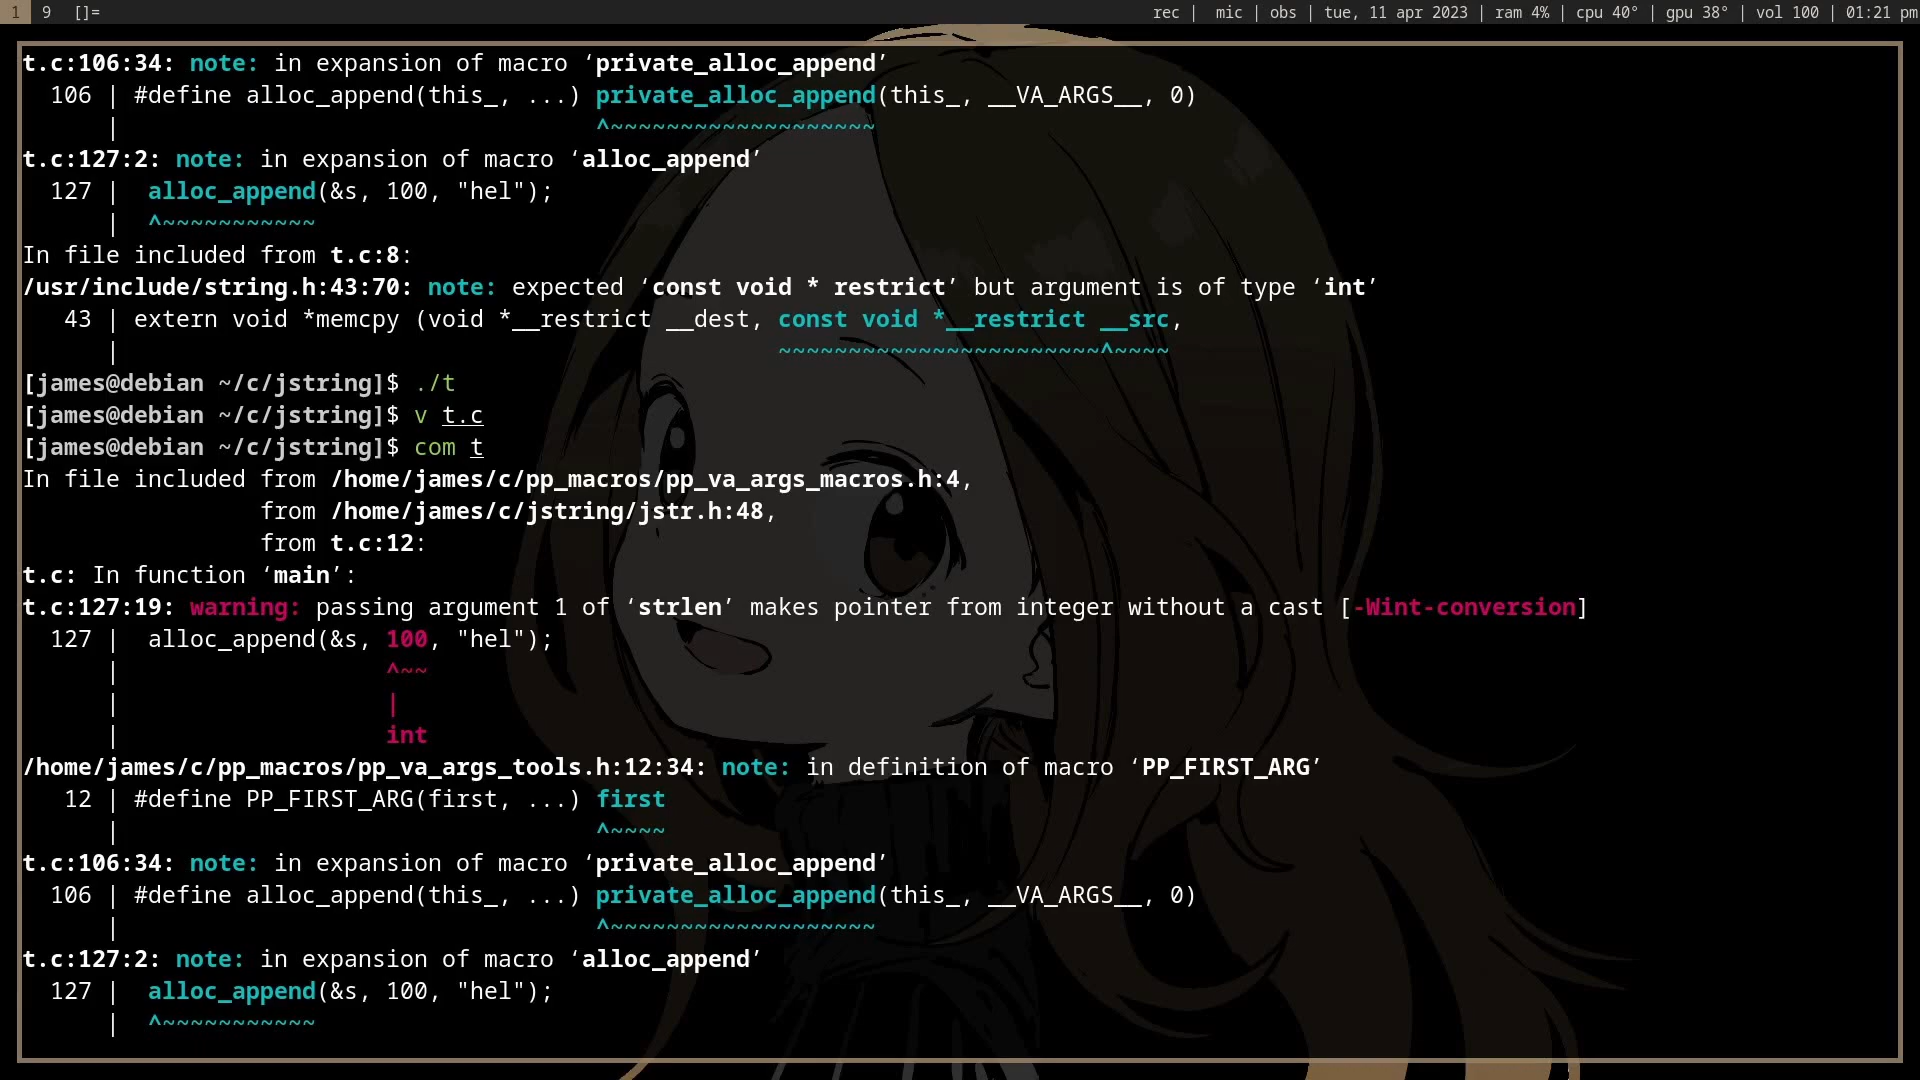 1 9 []= rec | mic | obs | tue, 11 apr 2023 | ram 4% | cpu 40° | gpu 38° | vol 100 | 01:21 pm
t.c:106:34: note: in expansion of macro ‘private_alloc_append’
106 | #define alloc_append(this_, ...) private_alloc_append(this_, __VA_ARGS__, 0)
| ^~~~~~~~~~~~~~~~~~~~
t.c:127:2: note: in expansion of macro ‘alloc_append’
127 | alloc_append(&s, 100, "hel");
| ^~~~~~~~~~~~
In file included from t.c:8:
/usr/include/string.h:43:70: note: expected ‘const void * restrict’ but argument is of type ‘int’
43 | extern void *memcpy (void *__restrict __dest, const void *__restrict __src,
| ~~~~~~~~~~~~~~~~~~~~~~~^~~~~
[james@debian ~/c/jstring]$ ./t
[james@debian ~/c/jstring]$ v t.c
[james@debian ~/c/jstring]$ com t
In file included from /home/james/c/pp_macros/pp_va_args_macros.h:4,
from /home/james/c/jstring/jstr.h:48,
from t.c:12:
t.c: In function ‘main’:
t.c:127:19: warning: passing argument 1 of ‘strlen’ makes pointer from integer without a cast [-Wint-conversion]
127 | alloc_append(&s, 100, "hel");
| ^~~
| |
| int
/home/james/c/pp_macros/pp_va_args_tools.h:12:34: note: in definition of macro ‘PP_FIRST_ARG’
12 | #define PP_FIRST_ARG(first, ...) first
| ^~~~~
t.c:106:34: note: in expansion of macro ‘private_alloc_append’
106 | #define alloc_append(this_, ...) private_alloc_append(this_, __VA_ARGS__, 0)
| ^~~~~~~~~~~~~~~~~~~~
t.c:127:2: note: in expansion of macro ‘alloc_append’
127 | alloc_append(&s, 100, "hel");
| ^~~~~~~~~~~~